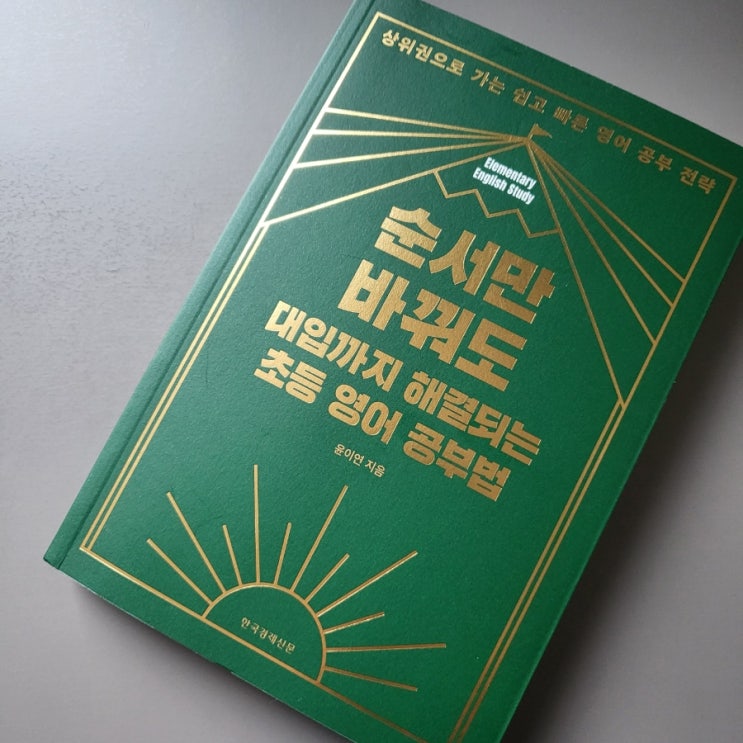 상위권으로 가는 쉽고 빠른 영어 공부 전략
Elementary
English Study
순서만
바꿔도
대입까지 해결되는
초등 영어 공부법
윤이연 지음
한국경제신문